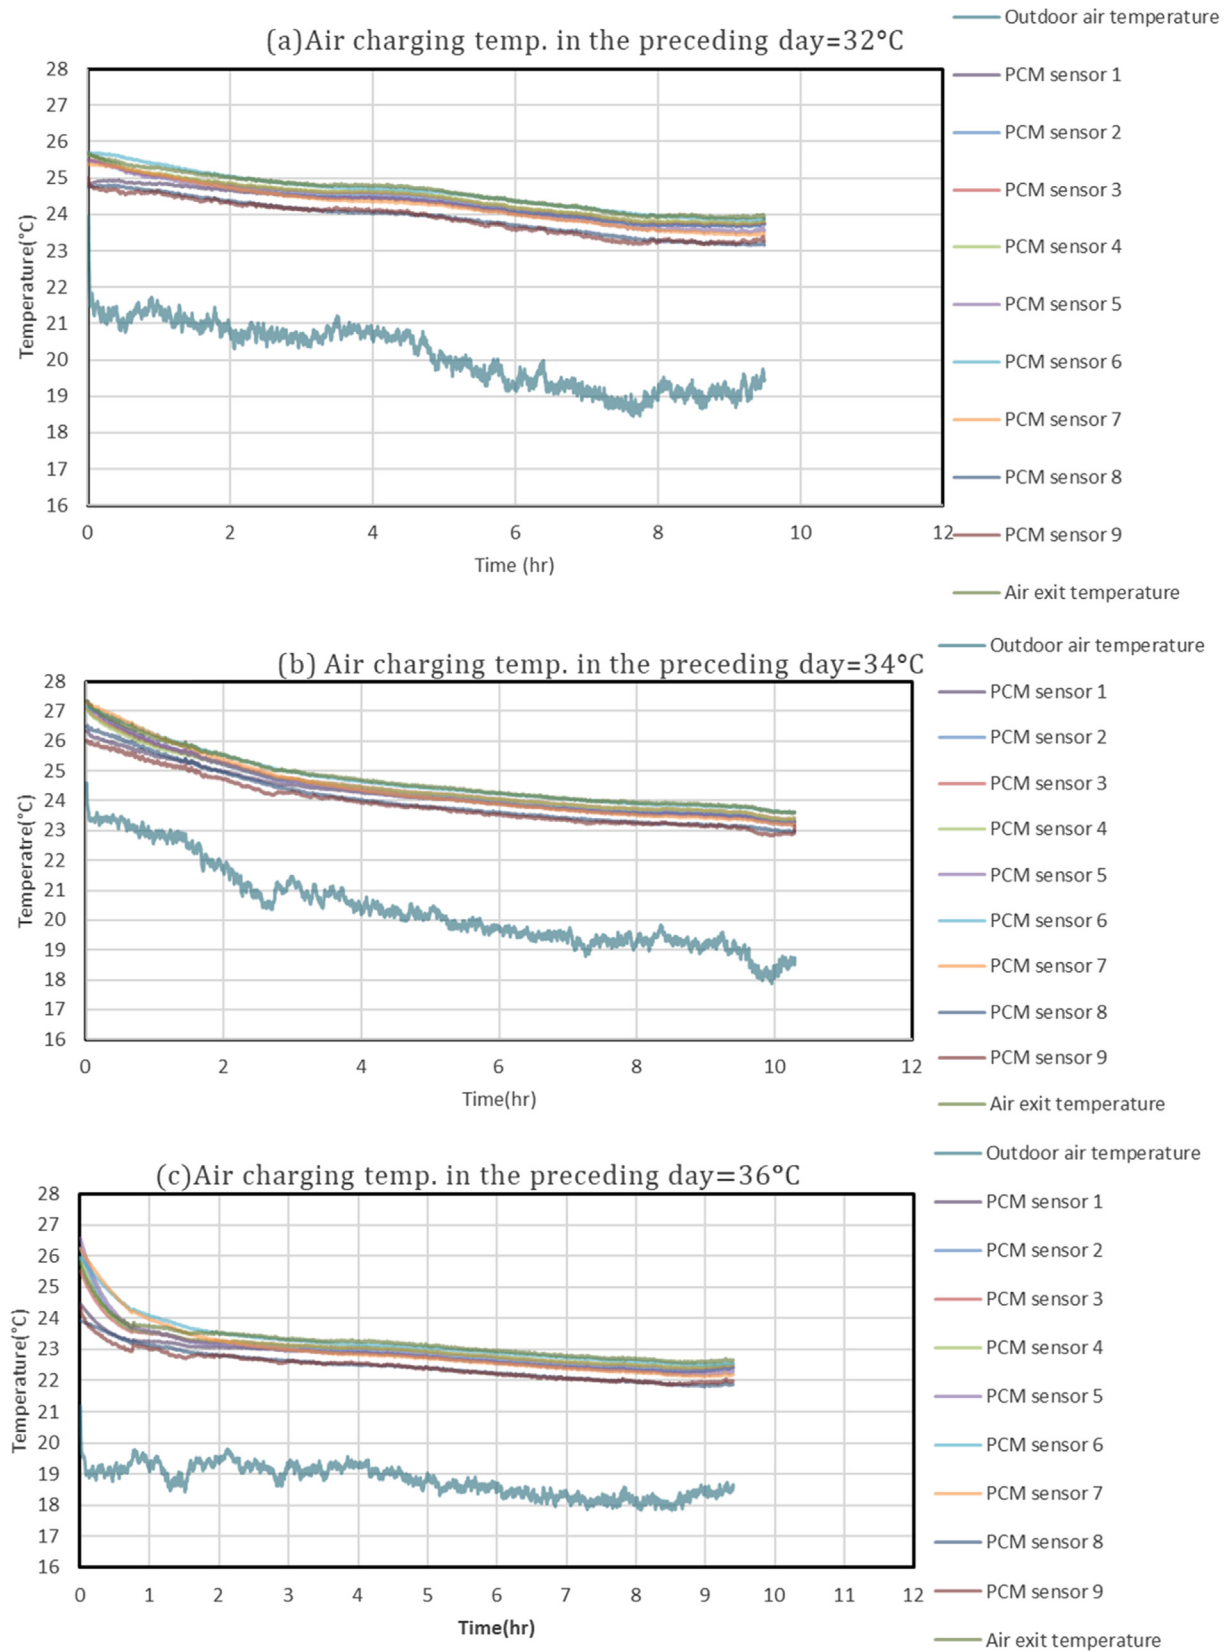 Outdoor air temperature
(a)Air charging temp. in the preceding day=32°C
28
27
26
25
24
23
22
21
20
19
18
17
16
Temperature(°C)
0
2
4
6
8
10
12
Time (hr)
PCM sensor 1
PCM sensor 2
PCM sensor 3
PCM sensor 4
PCM sensor 5
PCM sensor 6
PCM sensor 7
PCM sensor 8
PCM sensor 9
Air exit temperature
(b) Air charging temp. in the preceding day=34°C
28
27
26
25
24
23
22
21
20
19
18
17
16
Temperatre(°C)
0
2
4
6
8
10
12
Time(hr)
Outdoor air temperature
PCM sensor 1
PCM sensor 2
PCM sensor 3
PCM sensor 4
PCM sensor 5
PCM sensor 6
PCM sensor 7
PCM sensor 8
PCM sensor 9
Air exit temperature
(c)Air charging temp. in the preceding day=36°C
28
27
26
25
24
23
22
21
20
19
18
17
16
Temperature(°C)
0
1
2
3
4
5
6
7
8
9
10
11
12
Time(hr)
Outdoor air temperature
PCM sensor 1
PCM sensor 2
PCM sensor 3
PCM sensor 4
PCM sensor 5
PCM sensor 6
PCM sensor 7
PCM sensor 8
PCM sensor 9
Air exit temperature